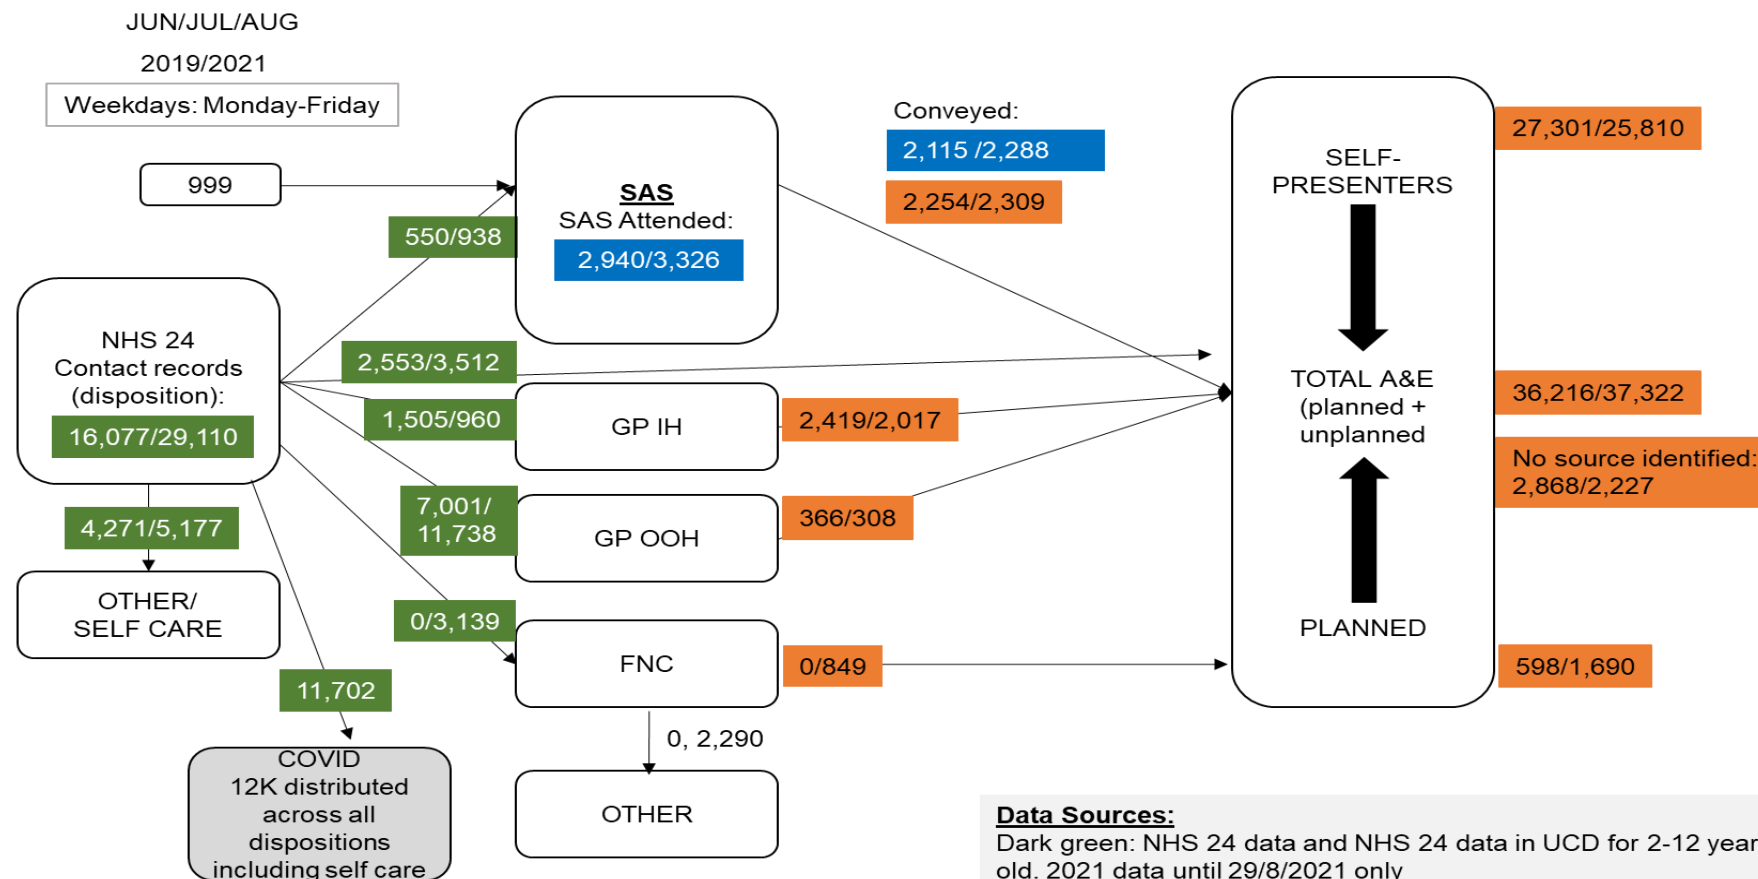 JUN/JUL/AUG
2019/2021
Weekdays: Monday-Friday
999
550/938
SAS
SAS Attended:
2,940/3,326
Conveyed:
2,115 /2,288
2,254/2,309
SELF-
PRESENTERS
27,301/25,810
NHS 24
Contact records
(disposition):
16,077/29,110
2,553/3,512
1,505/960
GP IH
2,419/2,017
TOTAL A&E
(planned +
unplanned
36,216/37,322
No source identified:
2,868/2,227
7,001/
11,738
GP OOH
366/308
4,271/5,177
OTHER/
SELF CARE
0/3,139
FNC
0/849
PLANNED
598/1,690
11,702
COVID
12K distributed
across all
dispositions
including self care
0, 2,290
OTHER
Data Sources:
Dark green: NHS 24 data and NHS 24 data in UCD for 2-12 year
old. 2021 data until 29/8/2021 only